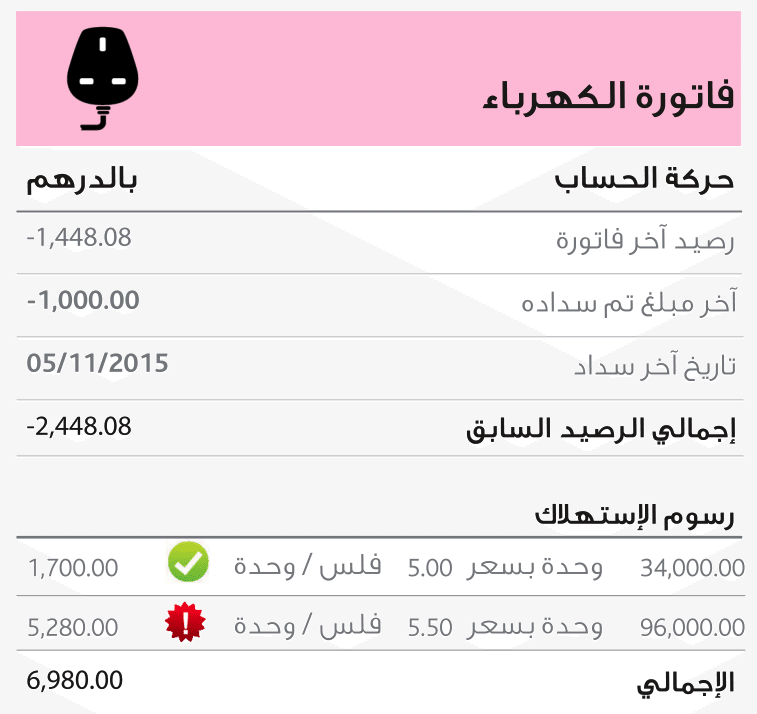 فاتورة الكهرباء
حركة الحساب بالدرهم
رصيد آخر فاتورة -1,448.08
آخر مبلغ تم سداده -1,000.00
تاريخ آخر سداد 05/11/2015
إجمالي الرصيد السابق -2,448.08
رسوم الإستهلاك
34,000.00 وحدة بسعر 5.00 فلس / وحدة 1,700.00
96,000.00 وحدة بسعر 5.50 فلس / وحدة 5,280.00
الإجمالي 6,980.00